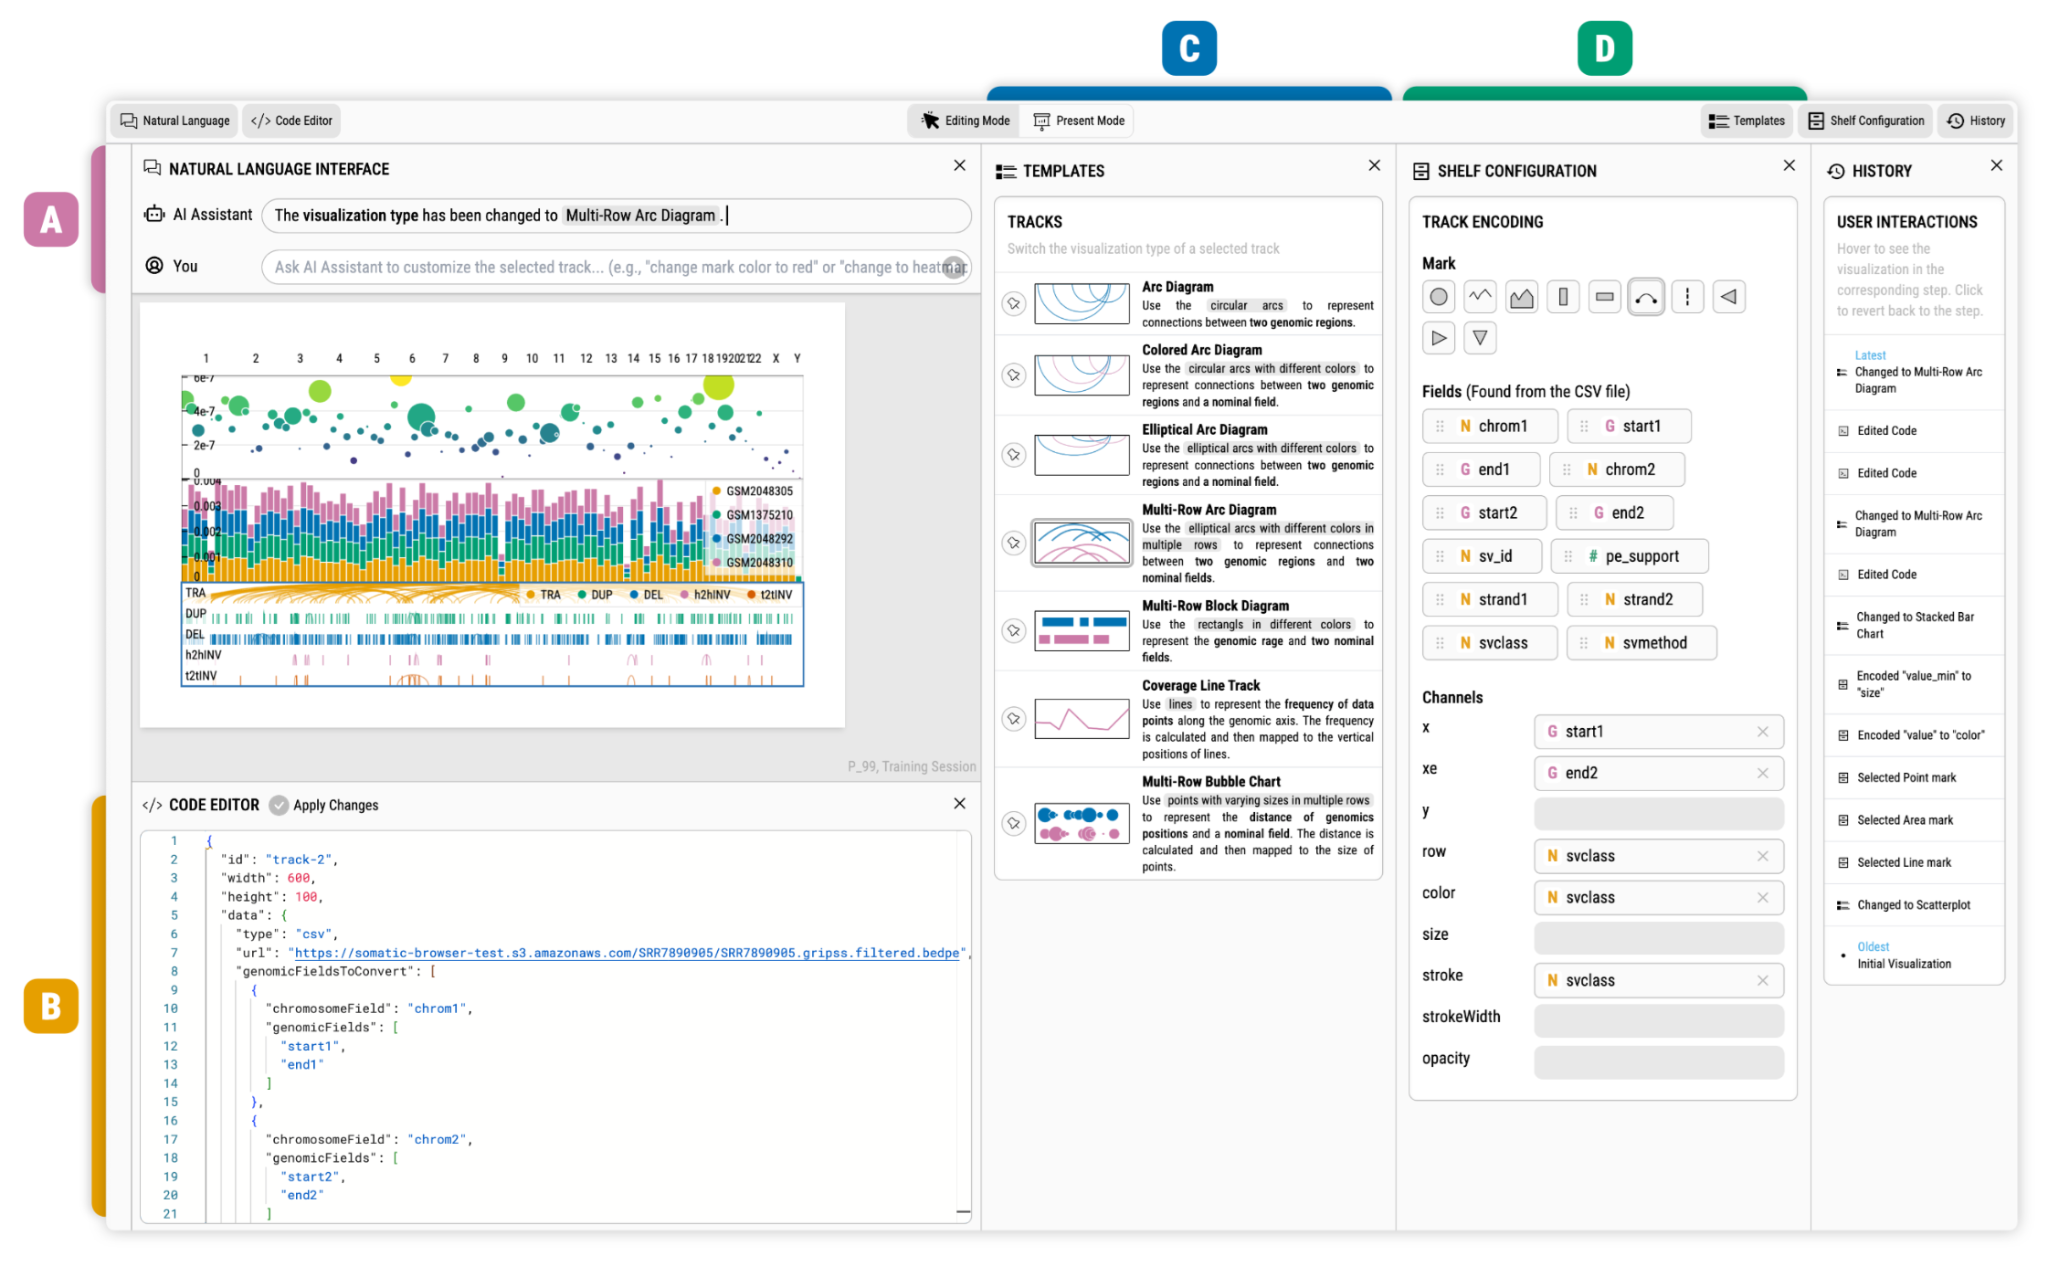 C
D
Natural Language
</> Code Editor
Editing Mode
Present Mode
Templates
Shelf Configuration
History
A
NATURAL LANGUAGE INTERFACE
AI Assistant
The visualization type has been changed to Multi-Row Arc Diagram .
You
Ask AI Assistant to customize the selected track... (e.g., "change mark color to red" or "change to heatmap
1 2 3 4 5 6 7 8 9 10 11 12 13 14 15 16 17 18 19 20 21 22 X Y
6e-7
4e-7
2e-7
0
0.004
0.003
0.002
0.001
0
GSM2048305
GSM1375210
GSM2048292
GSM2048310
TRA
DUP
DEL
h2hINV
t2tINV
TRA DUP DEL h2hINV t2tINV
P_99, Training Session
B
</> CODE EDITOR
Apply Changes
1 {
2 "id": "track-2",
3 "width": 600,
4 "height": 100,
5 "data": {
6 "type": "csv",
7 "url": "https://somatic-browser-test.s3.amazonaws.com/SRR7890905/SRR7890905.gripss.filtered.bedpe",
8 "genomicFieldsToConvert": [
9 {
10 "chromosomeField": "chrom1",
11 "genomicFields": [
12 "start1",
13 "end1"
14 ]
15 },
16 {
17 "chromosomeField": "chrom2",
18 "genomicFields": [
19 "start2",
20 "end2"
21 ]
TEMPLATES
TRACKS
Switch the visualization type of a selected track
Arc Diagram
Use the circular arcs to represent
connections between two genomic regions.
Colored Arc Diagram
Use the circular arcs with different colors to
represent connections between two genomic
regions and a nominal field.
Elliptical Arc Diagram
Use the elliptical arcs with different colors to
represent connections between two genomic
regions and a nominal field.
Multi-Row Arc Diagram
Use the elliptical arcs with different colors in
multiple rows to represent connections
between two genomic regions and two
nominal fields.
Multi-Row Block Diagram
Use the rectangls in different colors to
represent the genomic rage and two nominal
fields.
Coverage Line Track
Use lines to represent the frequency of data
points along the genomic axis. The frequency
is calculated and then mapped to the vertical
positions of lines.
Multi-Row Bubble Chart
Use points with varying sizes in multiple rows
to represent the distance of genomics
positions and a nominal field. The distance is
calculated and then mapped to the size of
points.
SHELF CONFIGURATION
TRACK ENCODING
Mark
Fields (Found from the CSV file)
N chrom1
G start1
G end1
N chrom2
G start2
G end2
N sv_id
# pe_support
N strand1
N strand2
N svclass
N svmethod
Channels
x G start1
xe G end2
y
row N svclass
color N svclass
size
stroke N svclass
strokeWidth
opacity
HISTORY
USER INTERACTIONS
Hover to see the
visualization in the
corresponding step. Click
to revert back to the step.
Latest
Changed to Multi-Row Arc
Diagram
Edited Code
Edited Code
Changed to Multi-Row Arc
Diagram
Edited Code
Changed to Stacked Bar
Chart
Encoded "value_min" to
"size"
Encoded "value" to "color"
Selected Point mark
Selected Area mark
Selected Line mark
Changed to Scatterplot
Oldest
Initial Visualization